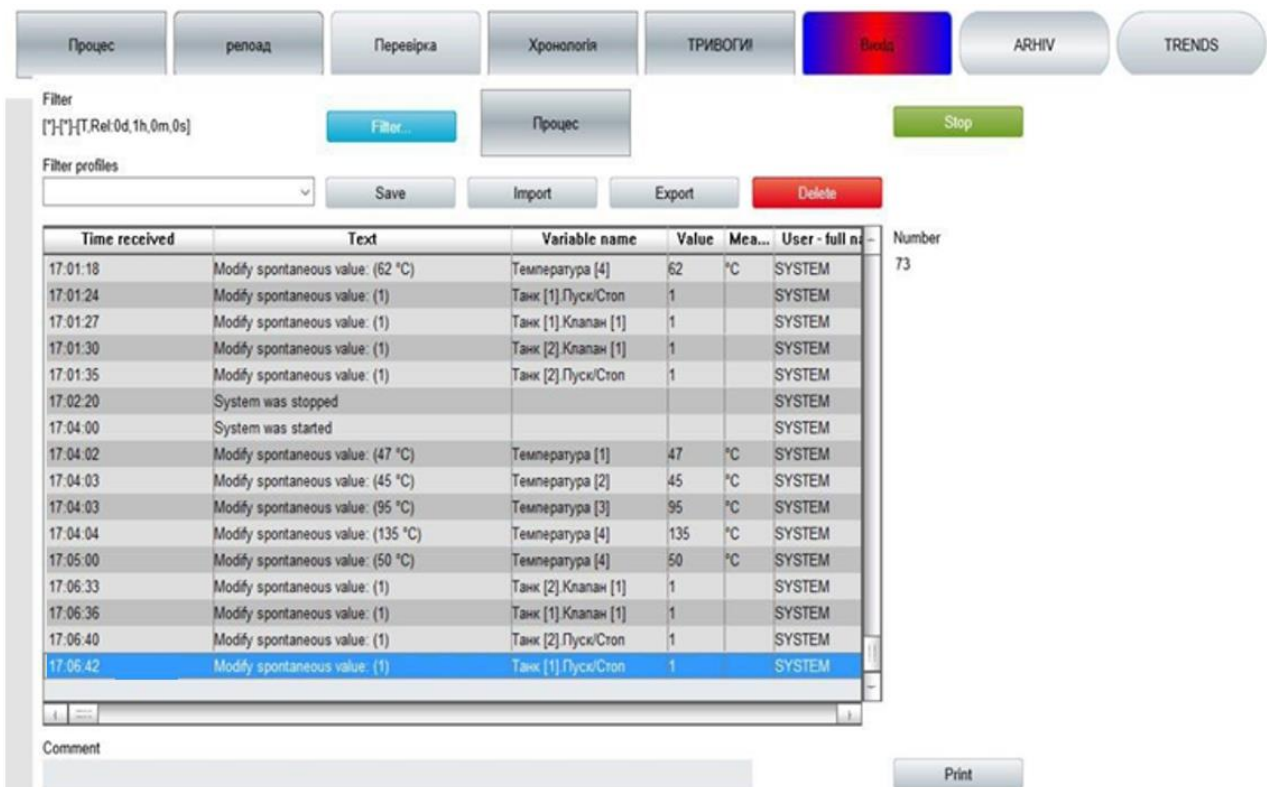 Процес репоад Перевірка Хронологія ТРИВОГИ! Вихід ARHIV TRENDS
Filter
[*]-[*]-[T,Rel:0d,1h,0m,0s] Filter... Процес Stop
Filter profiles
Save Import Export Delete
Time received Text Variable name Value Mea... User - full na Number
73
17:01:18 Modify spontaneous value: (62 °C) Температура [4] 62 °C SYSTEM
17:01:24 Modify spontaneous value: (1) Танк [1].Пуск/Стоп 1 SYSTEM
17:01:27 Modify spontaneous value: (1) Танк [1].Клапан [1] 1 SYSTEM
17:01:30 Modify spontaneous value: (1) Танк [2].Клапан [1] 1 SYSTEM
17:01:35 Modify spontaneous value: (1) Танк [2].Пуск/Стоп 1 SYSTEM
17:02:20 System was stopped SYSTEM
17:04:00 System was started SYSTEM
17:04:02 Modify spontaneous value: (47 °C) Температура [1] 47 °C SYSTEM
17:04:03 Modify spontaneous value: (45 °C) Температура [2] 45 °C SYSTEM
17:04:03 Modify spontaneous value: (95 °C) Температура [3] 95 °C SYSTEM
17:04:04 Modify spontaneous value: (135 °C) Температура [4] 135 °C SYSTEM
17:05:00 Modify spontaneous value: (50 °C) Температура [4] 50 °C SYSTEM
17:06:33 Modify spontaneous value: (1) Танк [2].Клапан [1] 1 SYSTEM
17:06:36 Modify spontaneous value: (1) Танк [1].Клапан [1] 1 SYSTEM
17:06:40 Modify spontaneous value: (1) Танк [2].Пуск/Стоп 1 SYSTEM
17:06:42 Modify spontaneous value: (1) Танк [1].Пуск/Стоп 1 SYSTEM
Comment
Print